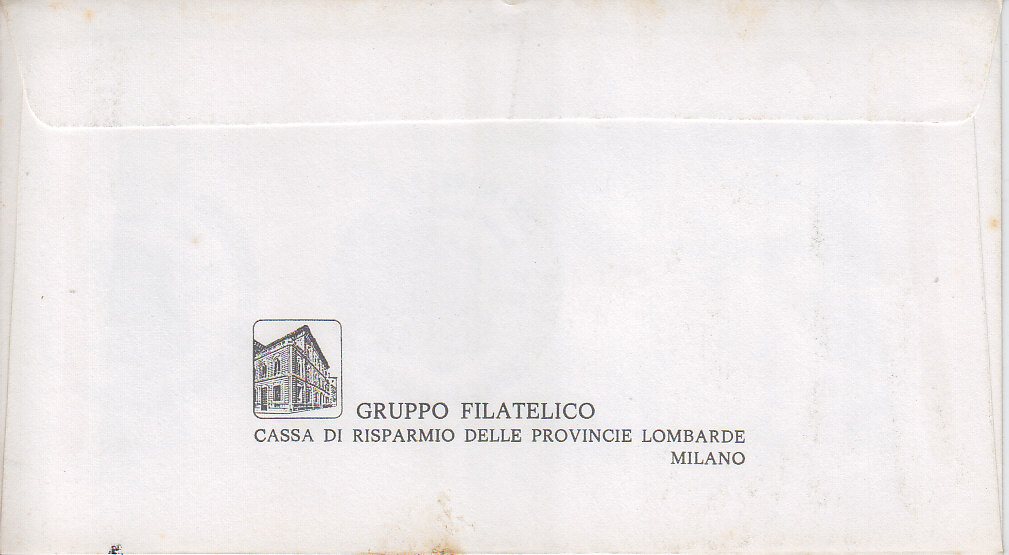 GRUPPO FILATELICO
CASSA DI RISPARMIO DELLE PROVINCIE LOMBARDE
MILANO